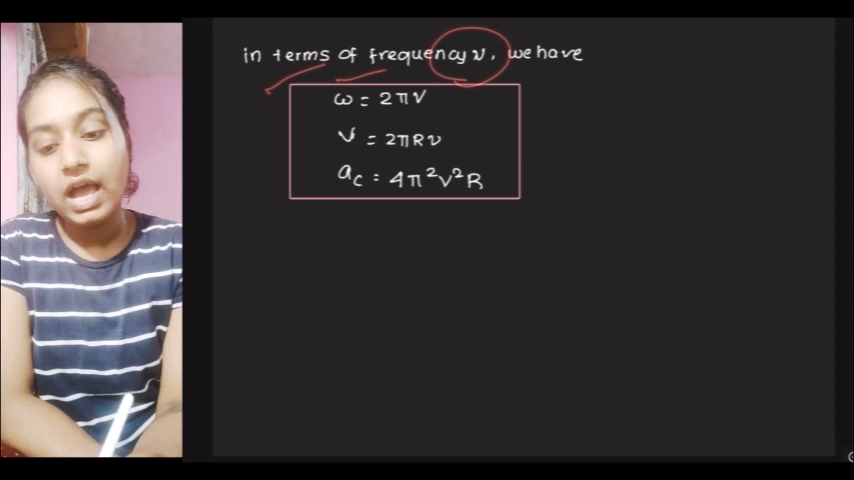 in terms of frequency ν, we have
ω = 2πν
v = 2πRν
ac = 4π²ν²R